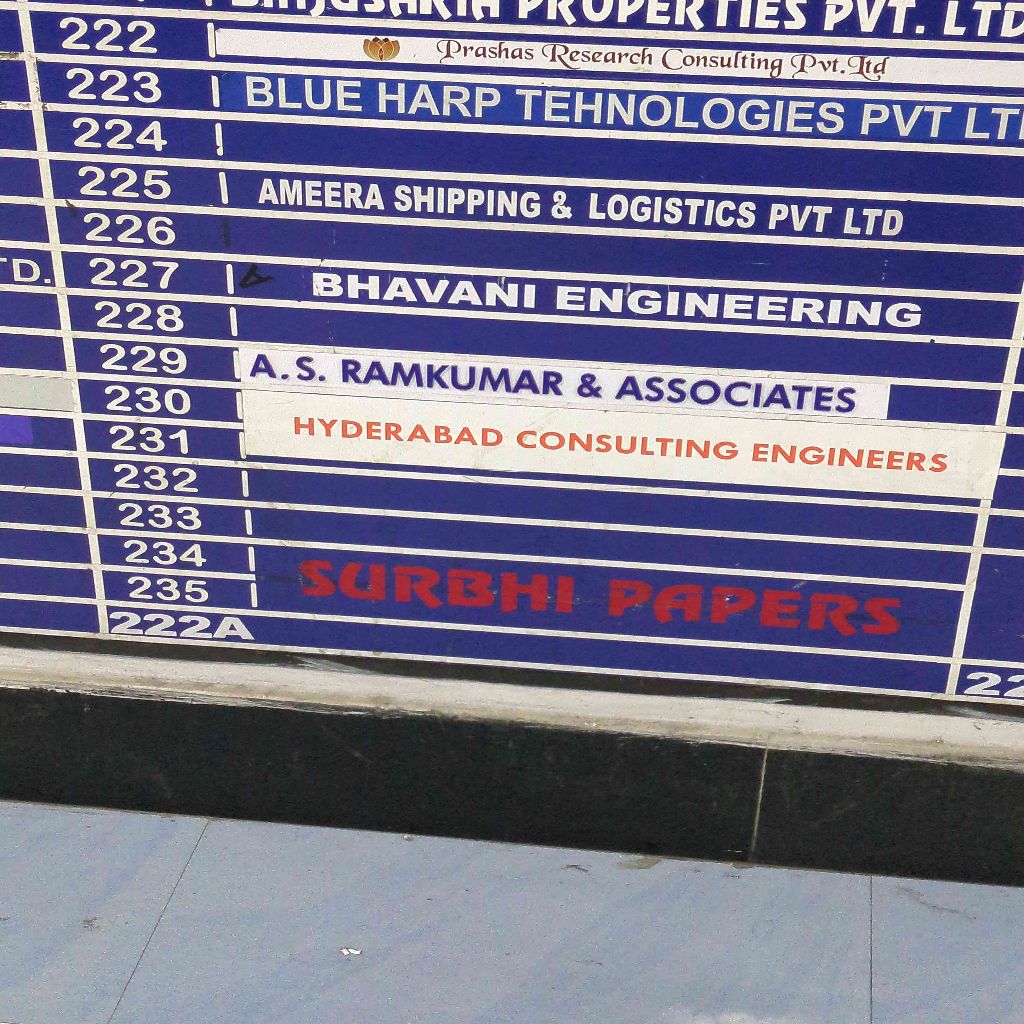 PROPERTIES PVT. LTD
222 Prashas Research Consulting Pvt.Ltd
223 BLUE HARP TEHNOLOGIES PVT LT
224
225 AMEERA SHIPPING & LOGISTICS PVT LTD
226
TD. 227 BHAVANI ENGINEERING
228
229 A.S. RAMKUMAR & ASSOCIATES
230 HYDERABAD CONSULTING ENGINEERS
231
232
233
234 SURBHI PAPERS
235
222A 22